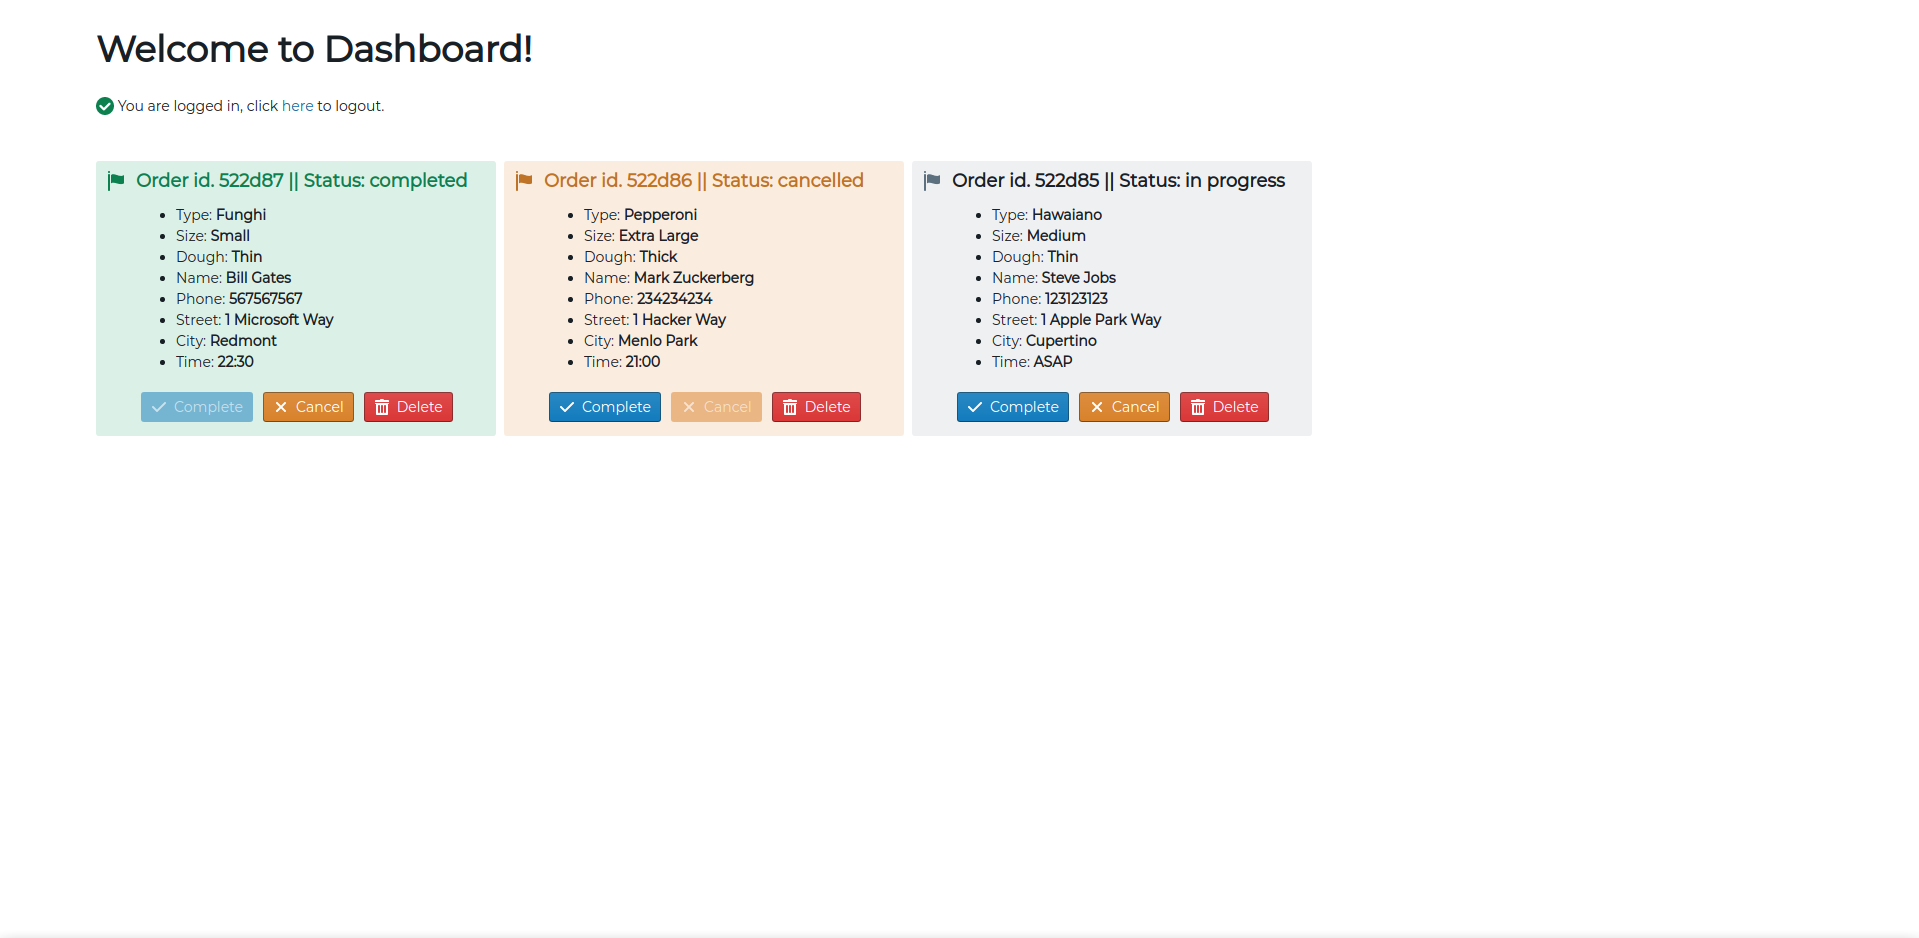 Welcome to Dashboard!
You are logged in, click here to logout.
Order id. 522d87 || Status: completed
Type: Funghi
Size: Small
Dough: Thin
Name: Bill Gates
Phone: 567567567
Street: 1 Microsoft Way
City: Redmont
Time: 22:30
Complete Cancel Delete
Order id. 522d86 || Status: cancelled
Type: Pepperoni
Size: Extra Large
Dough: Thick
Name: Mark Zuckerberg
Phone: 234234234
Street: 1 Hacker Way
City: Menlo Park
Time: 21:00
Complete Cancel Delete
Order id. 522d85 || Status: in progress
Type: Hawaiano
Size: Medium
Dough: Thin
Name: Steve Jobs
Phone: 123123123
Street: 1 Apple Park Way
City: Cupertino
Time: ASAP
Complete Cancel Delete